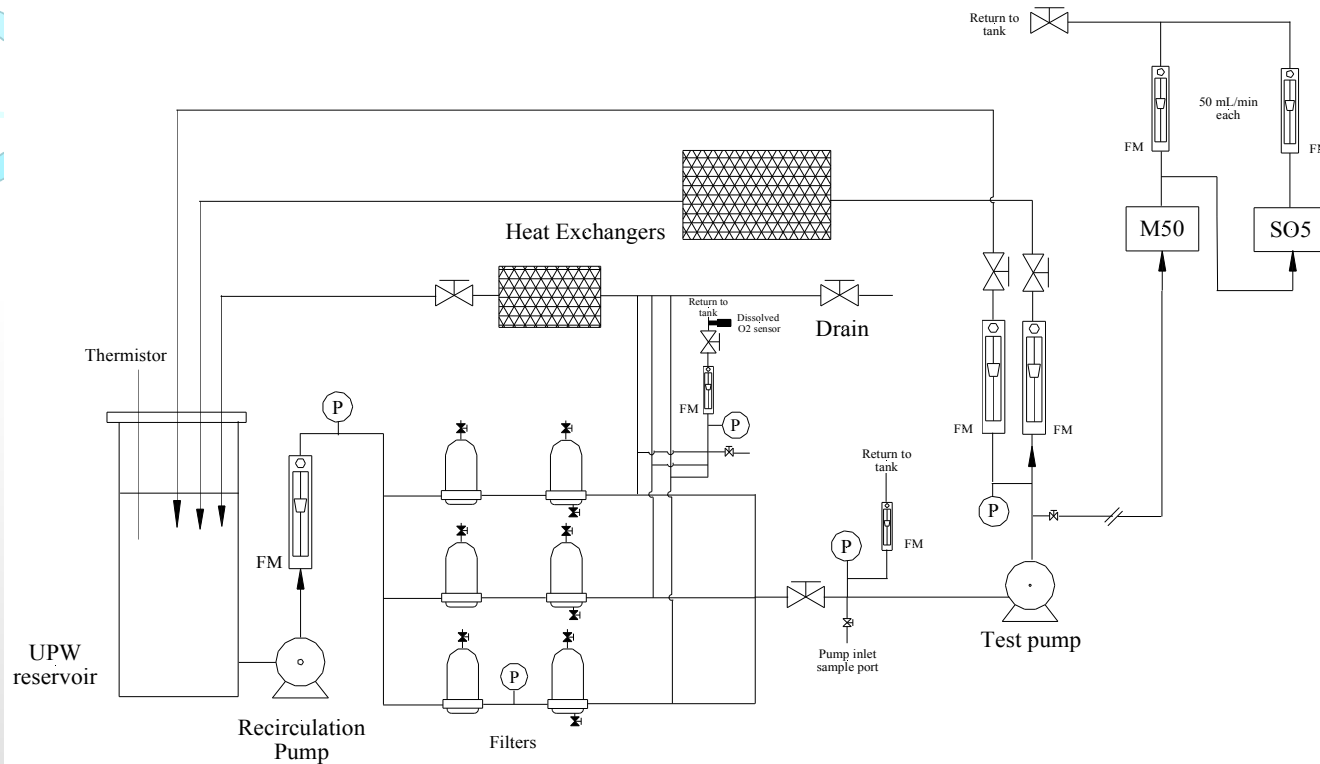 Return to
tank
50 mL/min
each
FM
FM
M50
SO5
Heat Exchangers
Return to
tank
Dissolved
O2 sensor
Drain
Thermistor
P
FM
P
FM
FM
Return to
tank
P
P
FM
FM
UPW
reservoir
P
Pump inlet
sample port
Test pump
Recirculation
Pump
Filters